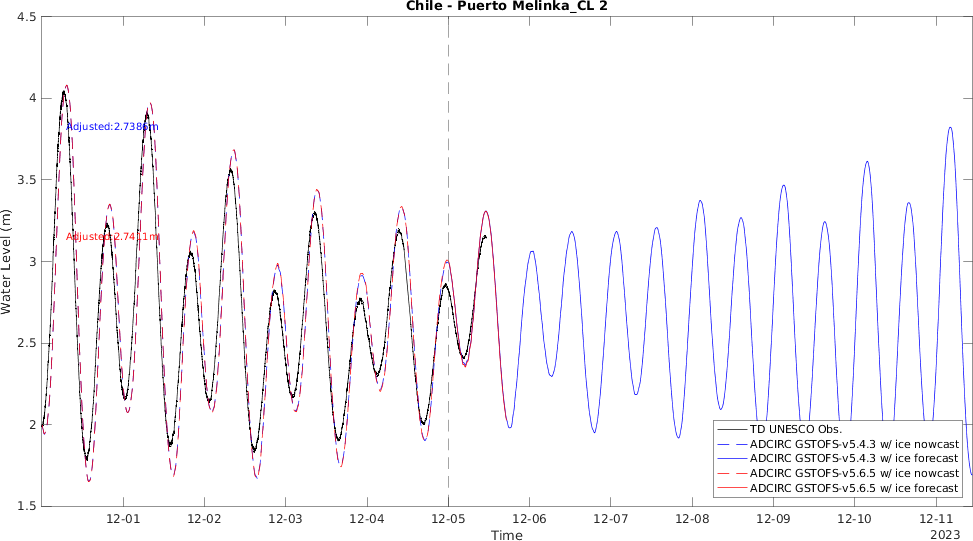 Chile - Puerto Melinka_CL 2
Water Level (m)
4.5
4
3.5
3
2.5
2
1.5
Adjusted:2.7386m
Adjusted:2.7411m
12-01
12-02
12-03
12-04
12-05
12-06
12-07
12-08
12-09
12-10
12-11
2023
Time
TD UNESCO Obs.
ADCIRC GSTOFS-v5.4.3 w/ ice nowcast
ADCIRC GSTOFS-v5.4.3 w/ ice forecast
ADCIRC GSTOFS-v5.6.5 w/ ice nowcast
ADCIRC GSTOFS-v5.6.5 w/ ice forecast